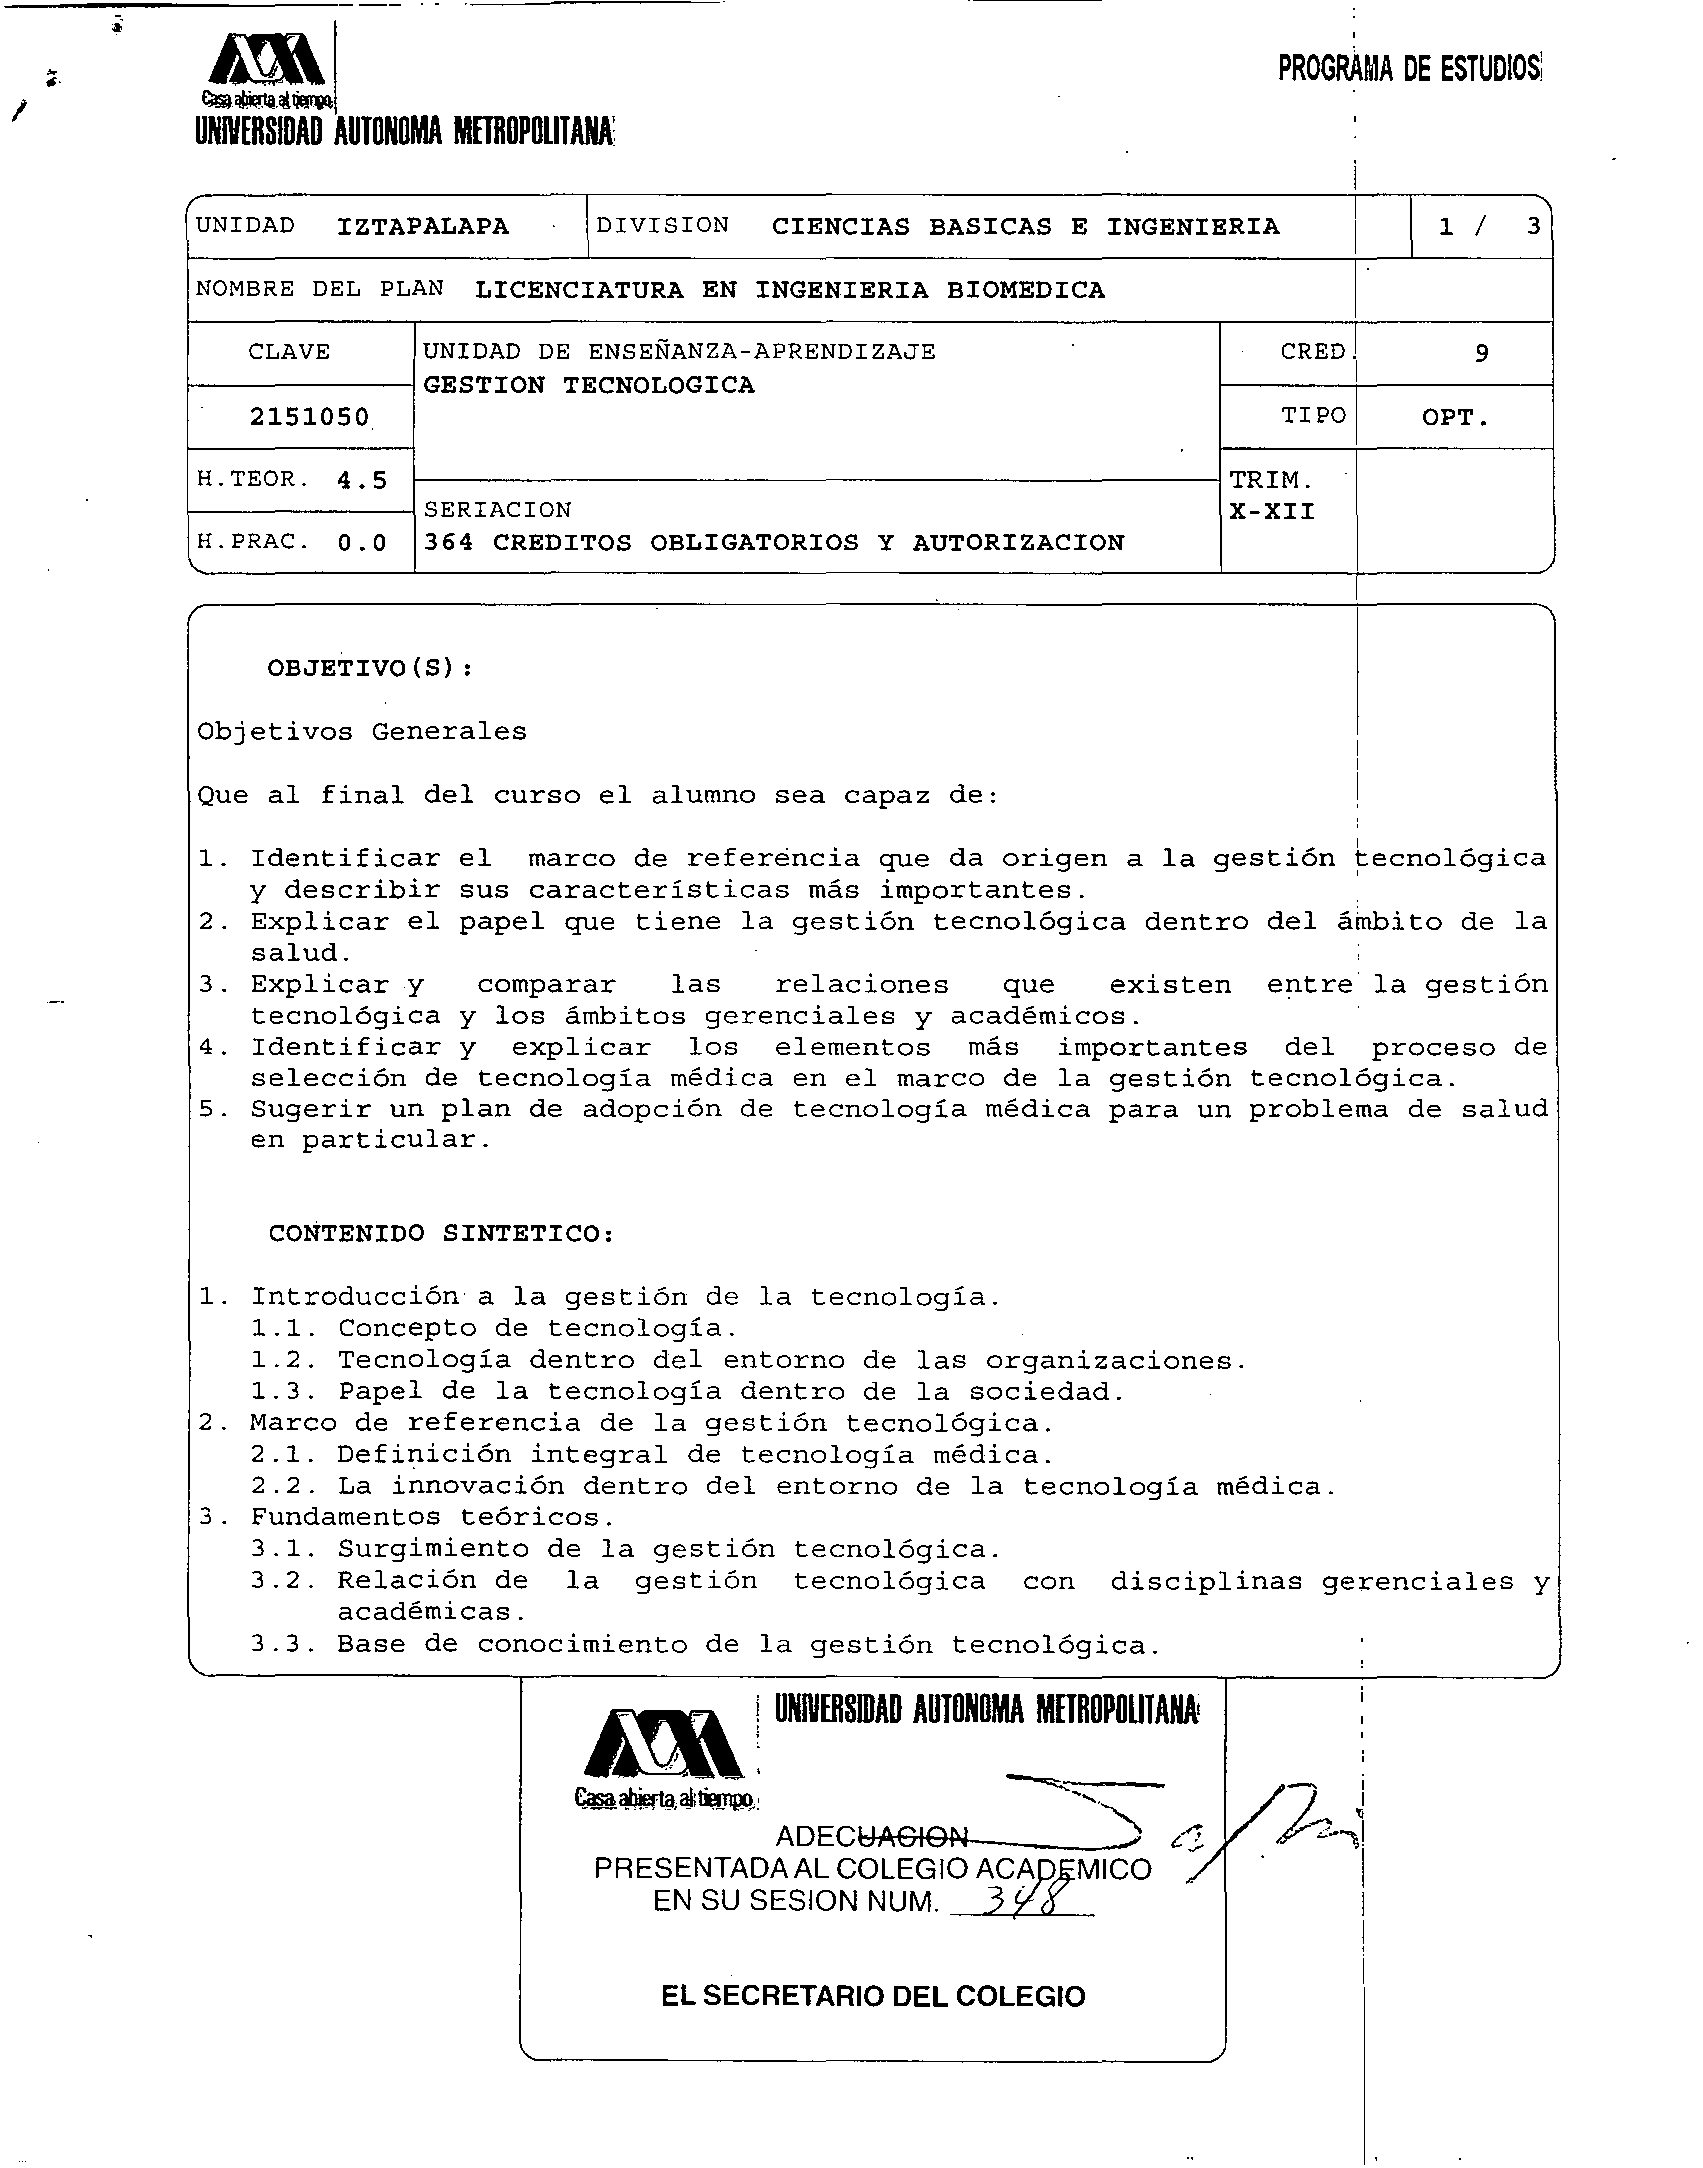 Casa abierta al tiempo
UNIVERSIDAD AUTONOMA METROPOLITANA
PROGRAMA DE ESTUDIOS
UNIDAD IZTAPALAPA DIVISION CIENCIAS BASICAS E INGENIERIA 1 / 3
NOMBRE DEL PLAN LICENCIATURA EN INGENIERIA BIOMEDICA
CLAVE UNIDAD DE ENSEÑANZA-APRENDIZAJE CRED. 9
GESTION TECNOLOGICA
2151050 TIPO OPT.
H.TEOR. 4.5 TRIM.
SERIACION X-XII
H.PRAC. 0.0 364 CREDITOS OBLIGATORIOS Y AUTORIZACION
OBJETIVO(S):
Objetivos Generales
Que al final del curso el alumno sea capaz de:
1. Identificar el marco de referencia que da origen a la gestión tecnológica
y describir sus características más importantes.
2. Explicar el papel que tiene la gestión tecnológica dentro del ámbito de la
salud.
3. Explicar y comparar las relaciones que existen entre la gestión
tecnológica y los ámbitos gerenciales y académicos.
4. Identificar y explicar los elementos más importantes del proceso de
selección de tecnología médica en el marco de la gestión tecnológica.
5. Sugerir un plan de adopción de tecnología médica para un problema de salud
en particular.
CONTENIDO SINTETICO:
1. Introducción a la gestión de la tecnología.
1.1. Concepto de tecnología.
1.2. Tecnología dentro del entorno de las organizaciones.
1.3. Papel de la tecnología dentro de la sociedad.
2. Marco de referencia de la gestión tecnológica.
2.1. Definición integral de tecnología médica.
2.2. La innovación dentro del entorno de la tecnología médica.
3. Fundamentos teóricos.
3.1. Surgimiento de la gestión tecnológica.
3.2. Relación de la gestión tecnológica con disciplinas gerenciales y
académicas.
3.3. Base de conocimiento de la gestión tecnológica.
UNIVERSIDAD AUTONOMA METROPOLITANA
Casa abierta al tiempo
ADECUACION
PRESENTADA AL COLEGIO ACADEMICO
EN SU SESION NUM. 348
EL SECRETARIO DEL COLEGIO